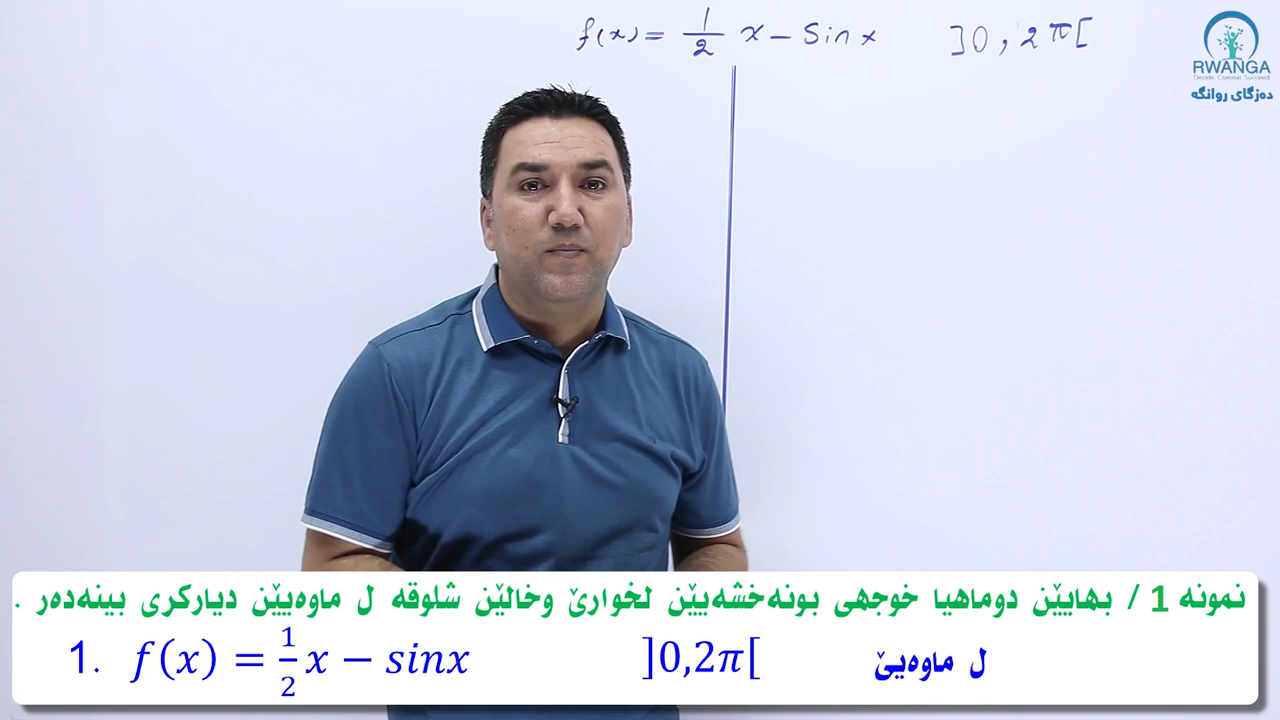 f(x) = 1/2 x - Sin x ]0, 2π[
RWANGA
Decide. Commit. Succeed
دەزگای روانگە
نمونە 1 / بهایێن دوماهیا خوجهی بونەخشەیێن لخوارێ وخالێن شلوقە ل ماوەیێن دیارکری بینەدەر .
1. f(x) = 1/2 x − sinx ]0,2π[ ل ماوەیێ